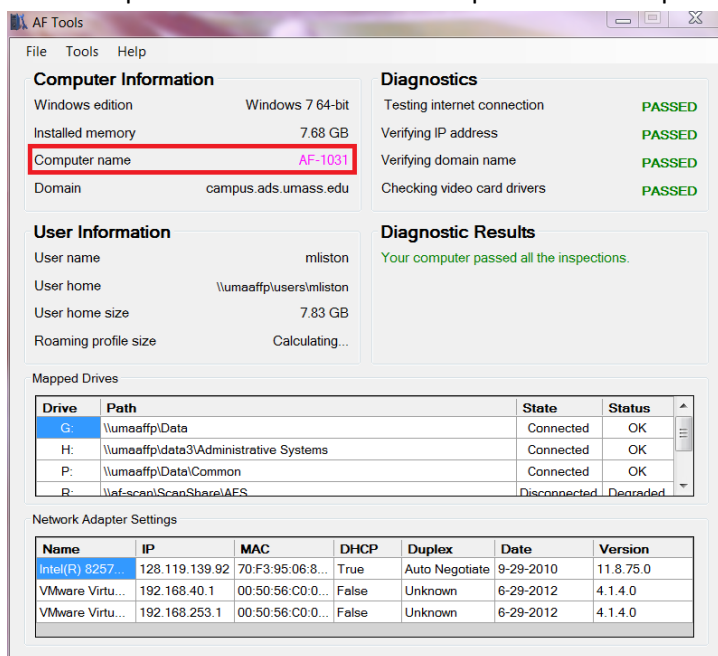 AF Tools
File Tools Help
Computer Information
Windows edition Windows 7 64-bit
Installed memory 7.68 GB
Computer name AF-1031
Domain campus.ads.umass.edu
Diagnostics
Testing internet connection PASSED
Verifying IP address PASSED
Verifying domain name PASSED
Checking video card drivers PASSED
User Information
User name mliston
User home \\umaaffp\users\mliston
User home size 7.83 GB
Roaming profile size Calculating...
Diagnostic Results
Your computer passed all the inspections.
Mapped Drives
Drive Path State Status
G: \\umaaffp\Data Connected OK
H: \\umaaffp\data3\Administrative Systems Connected OK
P: \\umaaffp\Data\Common Connected OK
R: \\af-scan\ScanShare\AES Disconnected Degraded
Network Adapter Settings
Name IP MAC DHCP Duplex Date Version
Intel(R) 8257... 128.119.139.92 70:F3:95:06:8... True Auto Negotiate 9-29-2010 11.8.75.0
VMware Virtu... 192.168.40.1 00:50:56:C0:0... False Unknown 6-29-2012 4.1.4.0
VMware Virtu... 192.168.253.1 00:50:56:C0:0... False Unknown 6-29-2012 4.1.4.0